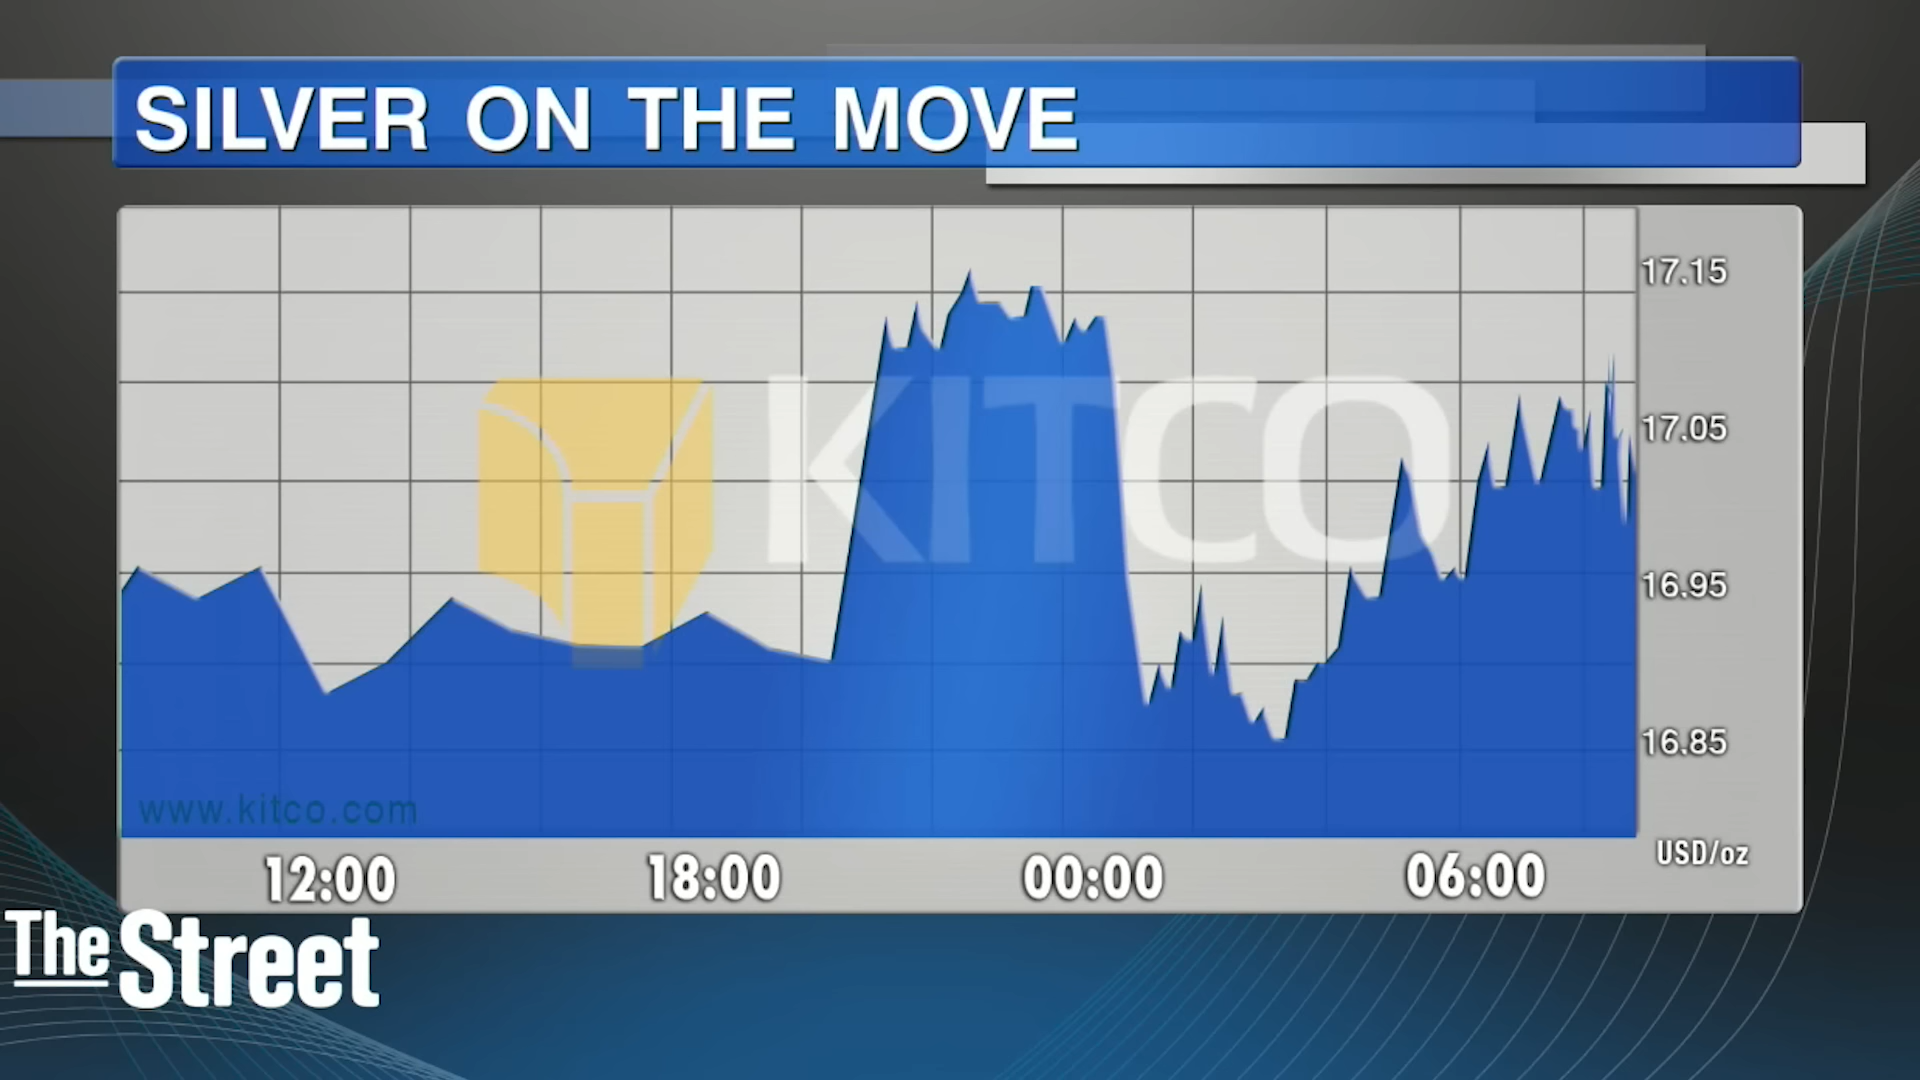 SILVER ON THE MOVE
17.15
KITCO
17.05
16.95
16.85
www.kitco.com
USD/oz
12:00 18:00 00:00 06:00
The Street